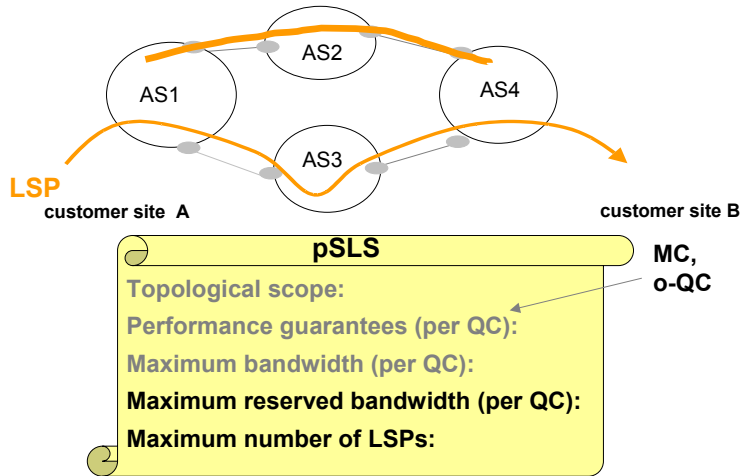 AS2
AS1
AS4
AS3
LSP
customer site A
customer site B
pSLS
MC,
o-QC
Topological scope:
Performance guarantees (per QC):
Maximum bandwidth (per QC):
Maximum reserved bandwidth (per QC):
Maximum number of LSPs: